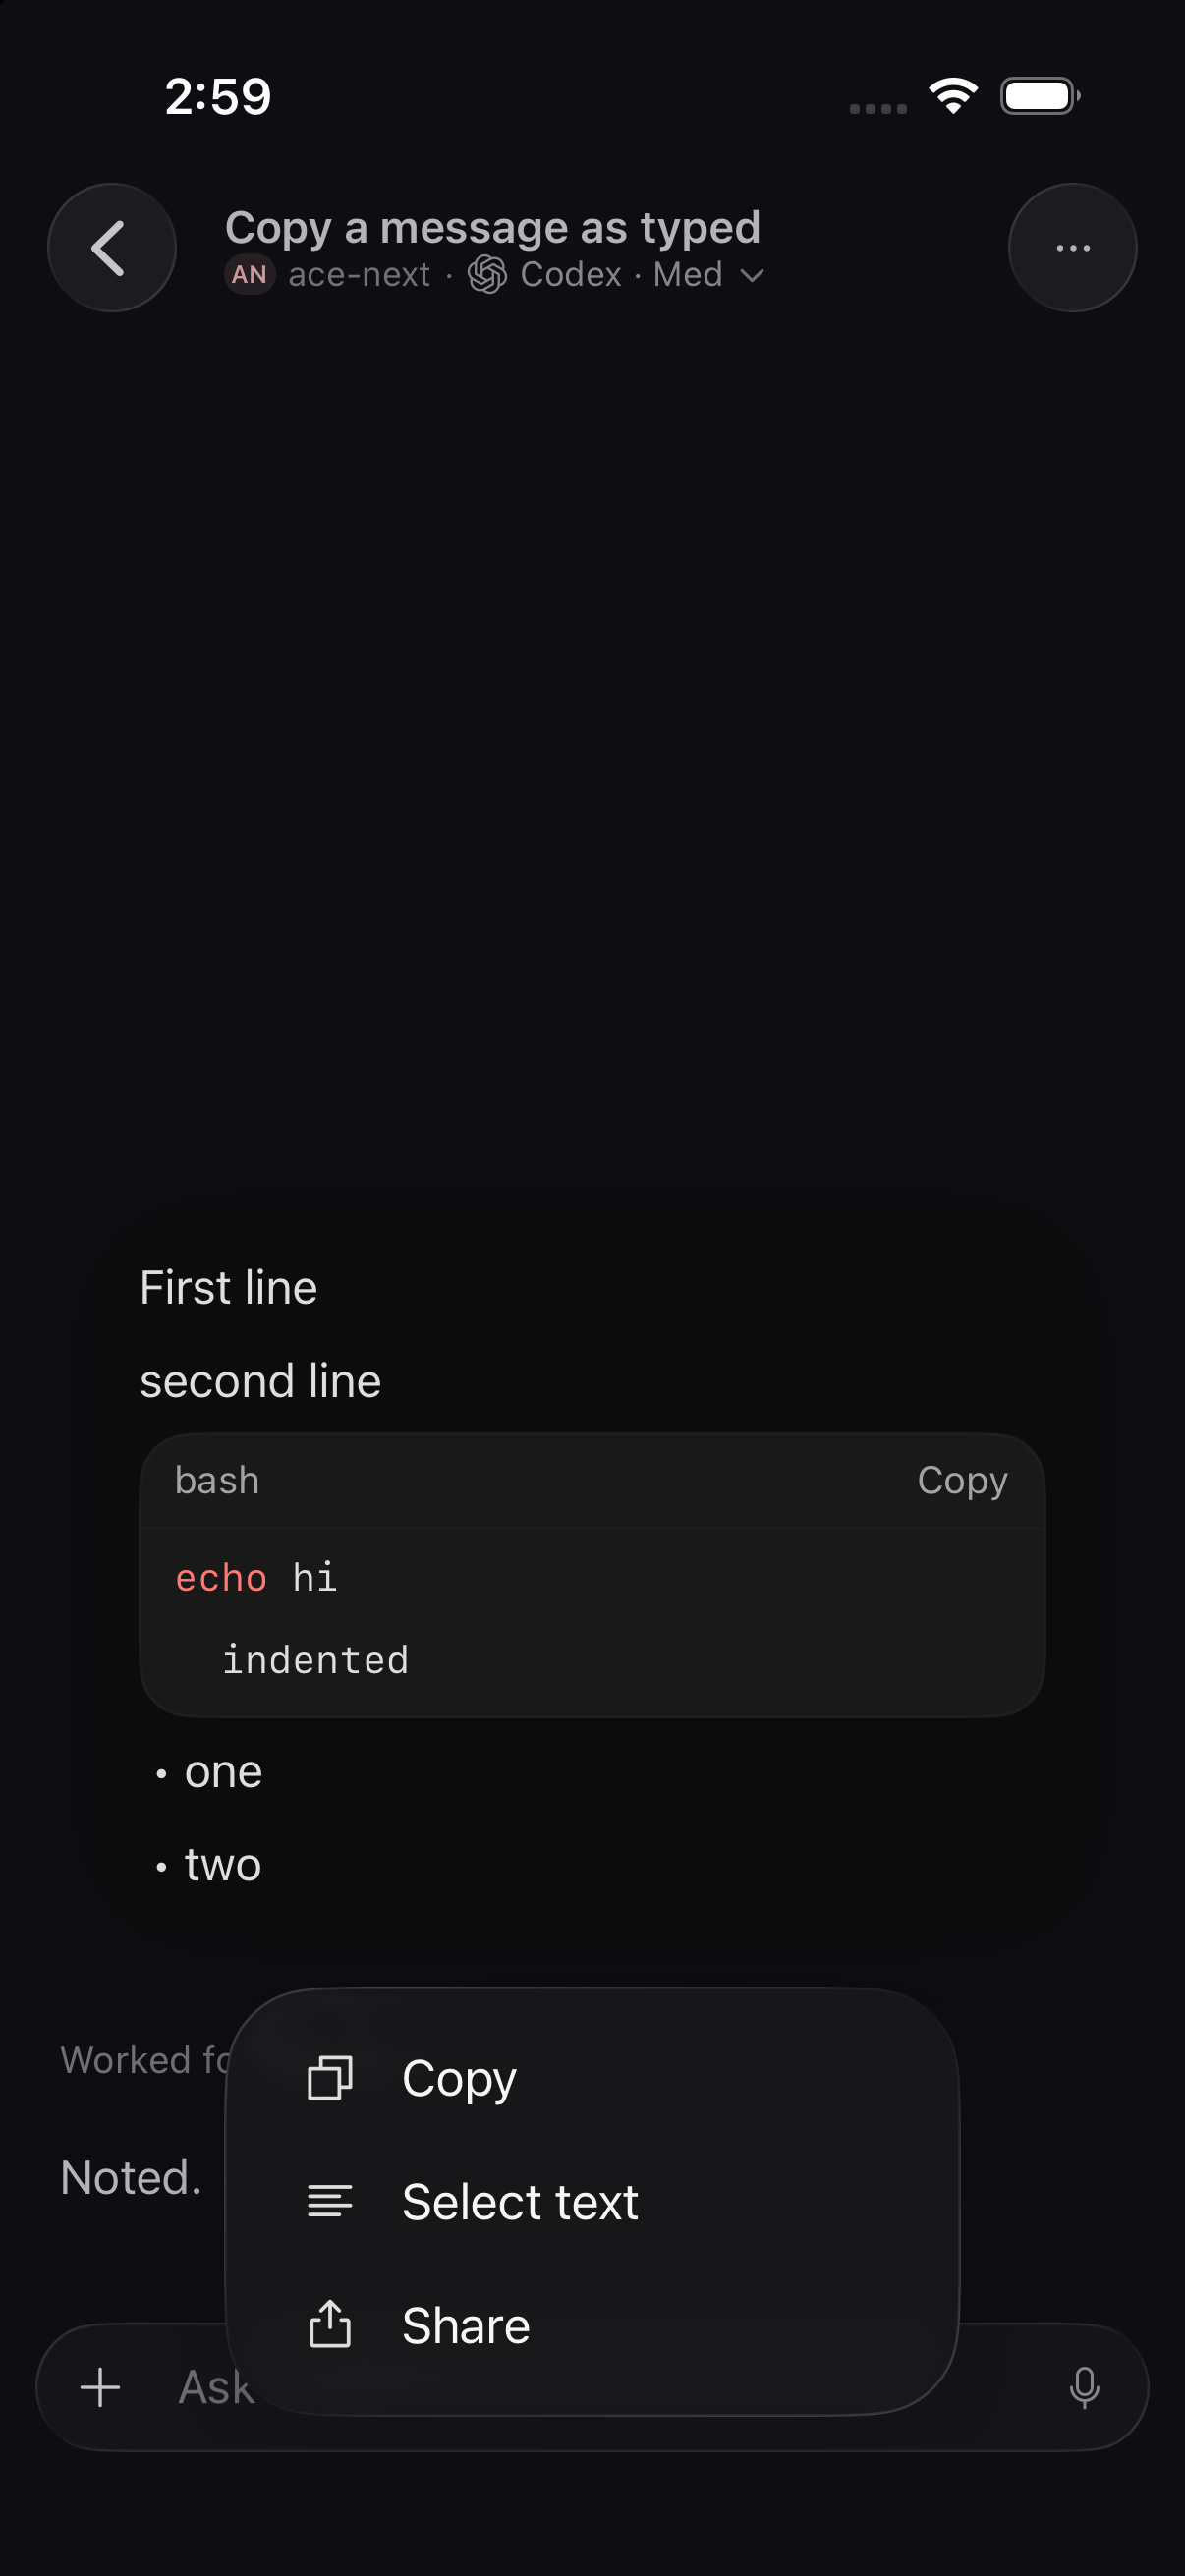 2:59
Copy a message as typed
AN ace-next · Codex · Med
First line
second line
bash Copy
echo hi
  indented
• one
• two
Worked
Noted.
Copy
Select text
Share
Ask